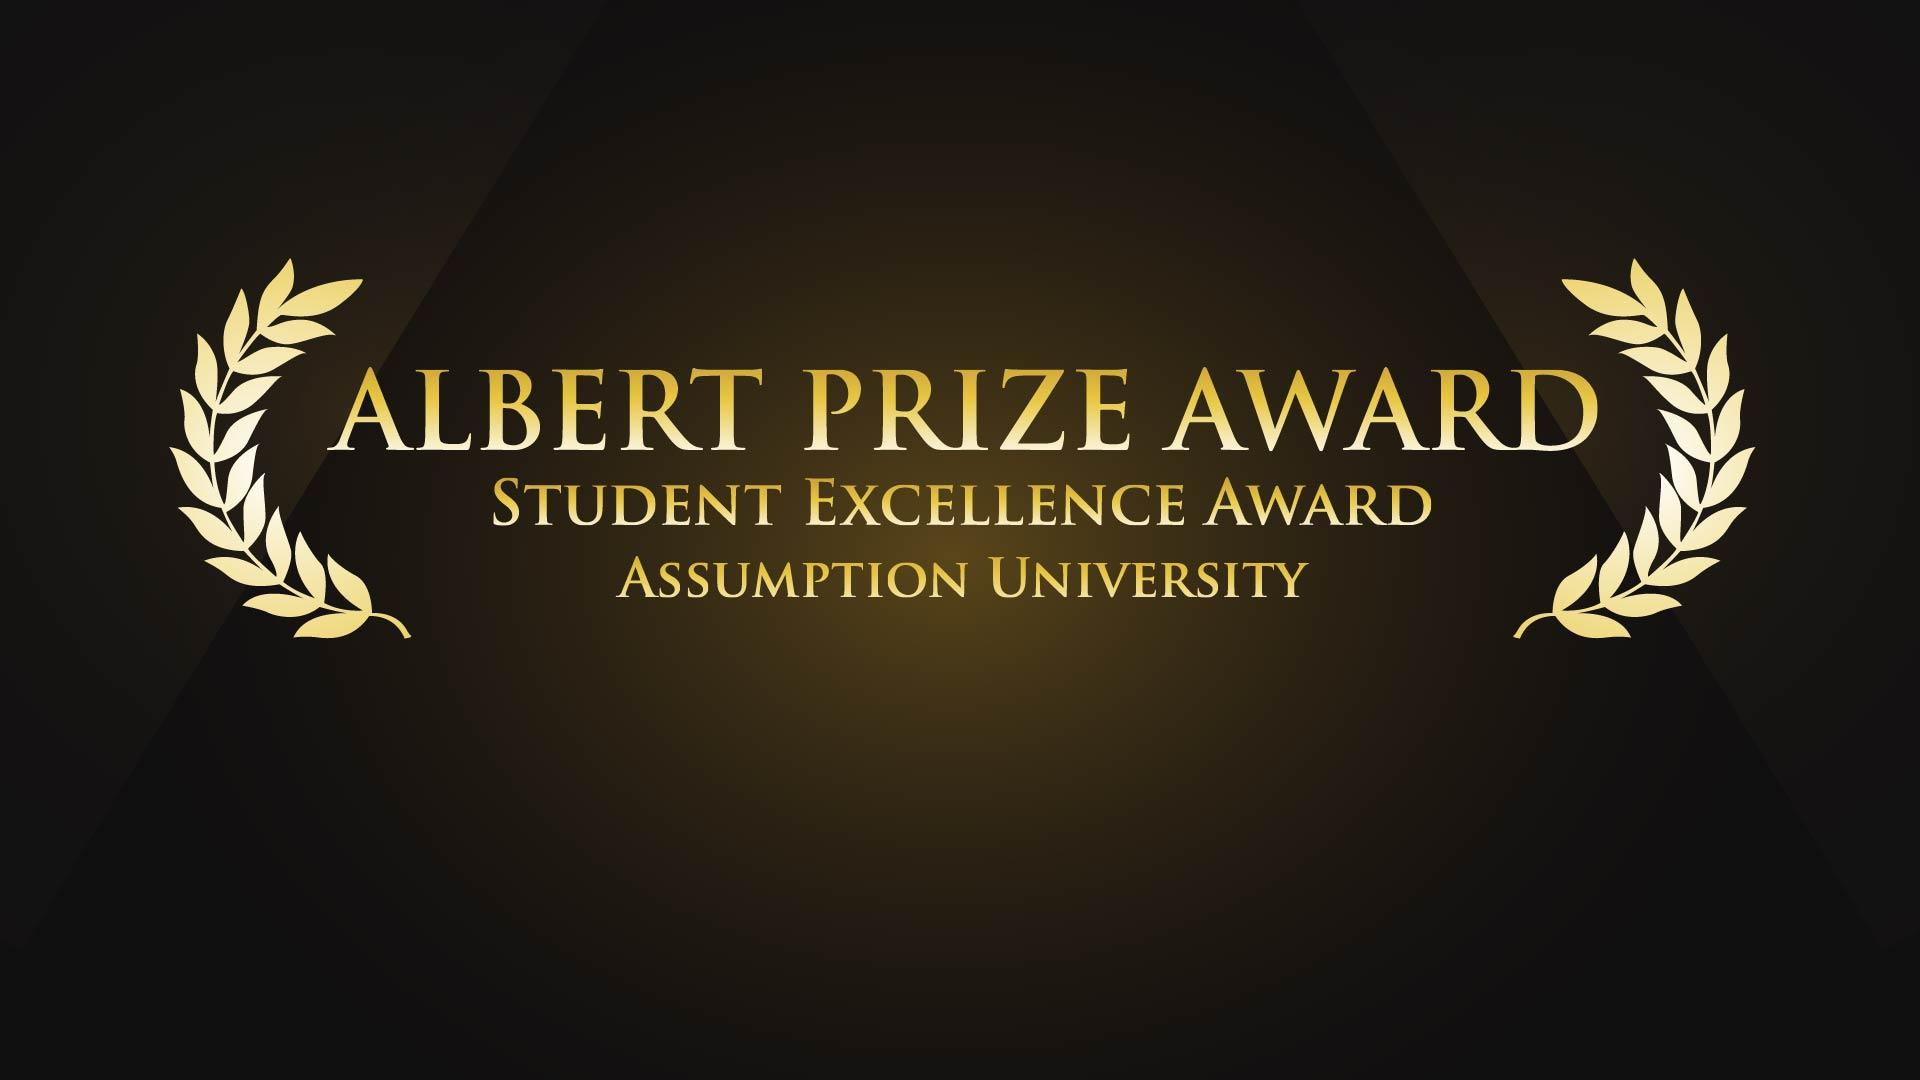 ALBERT PRIZE AWARD
Student Excellence Award
Assumption University